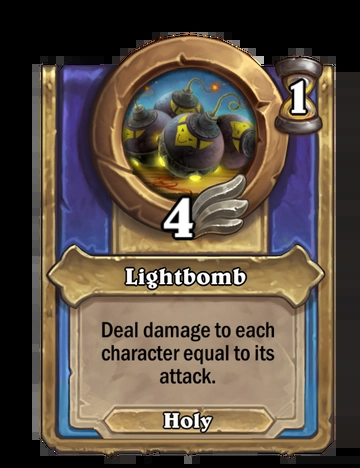 1
4
Lightbomb
Deal damage to each
character equal to its
attack.
Holy